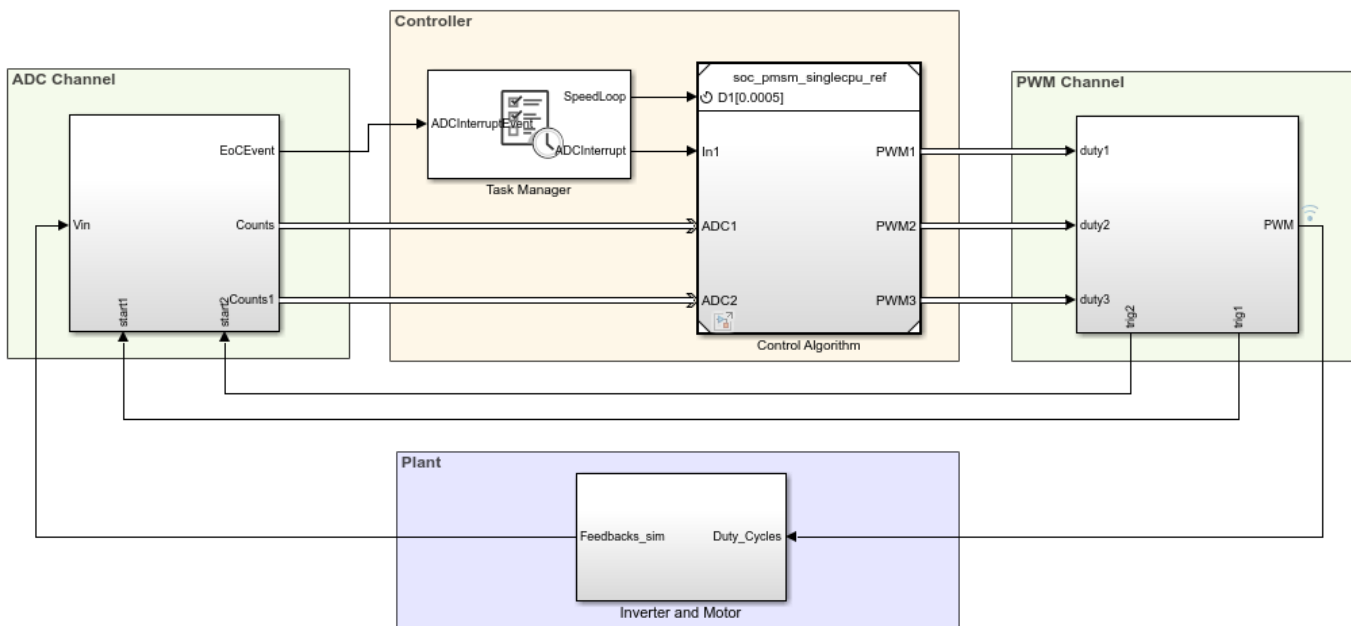 Controller
ADC Channel
PWM Channel
soc_pmsm_singlecpu_ref
D1[0.0005]
SpeedLoop
ADCInterruptEvent
ADCInterrupt
Task Manager
EoCEvent
Vin
Counts
Counts1
start1
start2
In1
ADC1
ADC2
PWM1
PWM2
PWM3
Control Algorithm
duty1
duty2
duty3
PWM
trig2
trig1
Plant
Feedbacks_sim
Duty_Cycles
Inverter and Motor